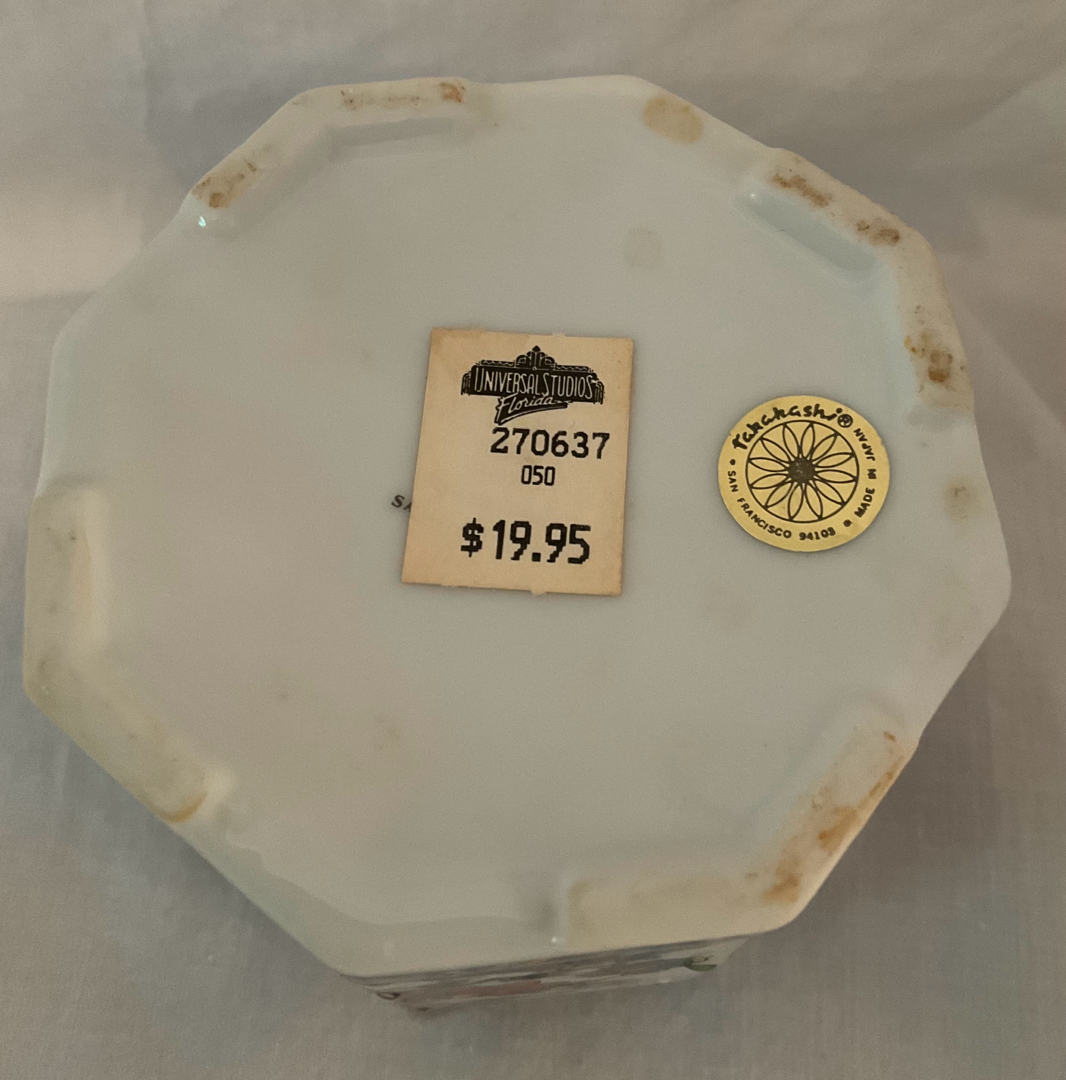 UNIVERSAL STUDIOS
Florida
270637
050
$19.95
Takahashi®
SAN FRANCISCO 94103
MADE IN JAPAN